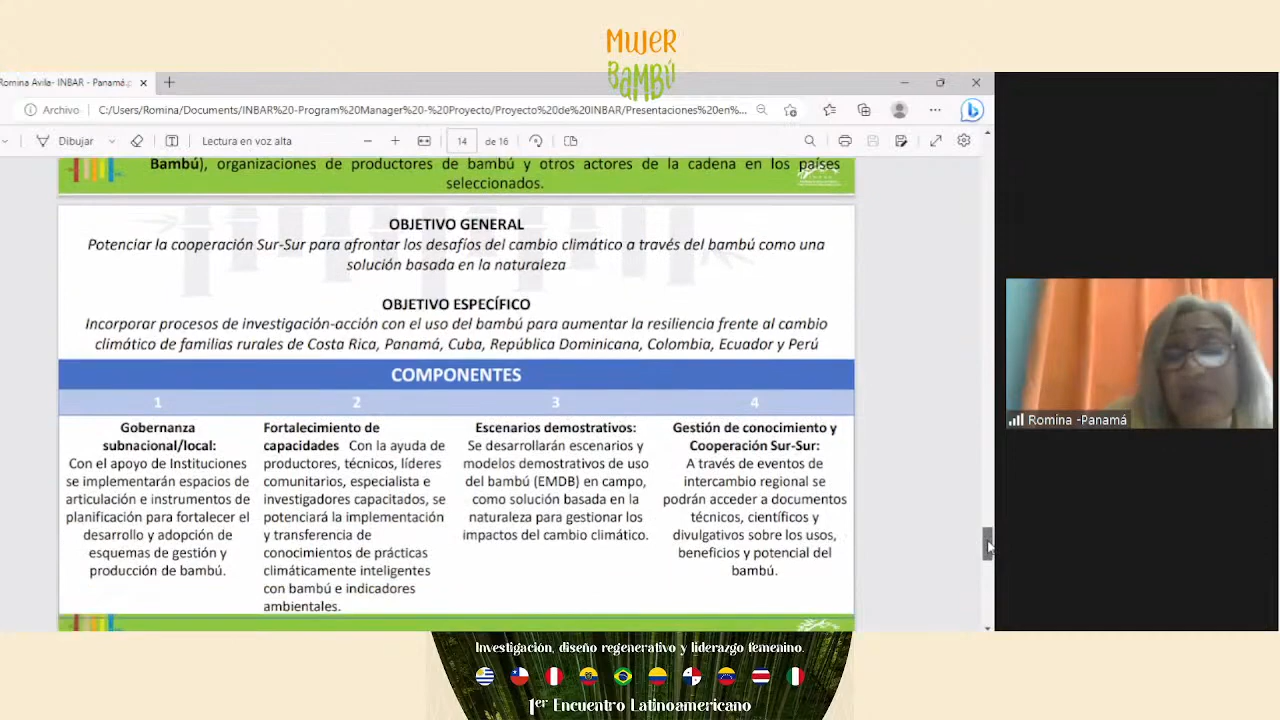 MUJER
BAMBÚ
Romina Avila- INBAR - Panamá.p
Archivo
C:/Users/Romina/Documents/INBAR%20-Program%20Manager%20-%20Proyecto/Proyecto%20de%20INBAR/Presentaciones%20en%...
Dibujar
Lectura en voz alta
14
de 16
Bambú), organizaciones de productores de bambú y otros actores de la cadena en los países
seleccionados.
OBJETIVO GENERAL
Potenciar la cooperación Sur-Sur para afrontar los desafíos del cambio climático a través del bambú como una
solución basada en la naturaleza
OBJETIVO ESPECÍFICO
Incorporar procesos de investigación-acción con el uso del bambú para aumentar la resiliencia frente al cambio
climático de familias rurales de Costa Rica, Panamá, Cuba, República Dominicana, Colombia, Ecuador y Perú
COMPONENTES
1
2
3
4
Gobernanza
subnacional/local:
Con el apoyo de Instituciones
se implementarán espacios de
articulación e instrumentos de
planificación para fortalecer el
desarrollo y adopción de
esquemas de gestión y
producción de bambú.
Fortalecimiento de
capacidades Con la ayuda de
productores, técnicos, líderes
comunitarios, especialista e
investigadores capacitados, se
potenciará la implementación
y transferencia de
conocimientos de prácticas
climáticamente inteligentes
con bambú e indicadores
ambientales.
Escenarios demostrativos:
Se desarrollarán escenarios y
modelos demostrativos de uso
del bambú (EMDB) en campo,
como solución basada en la
naturaleza para gestionar los
impactos del cambio climático.
Gestión de conocimiento y
Cooperación Sur-Sur:
A través de eventos de
intercambio regional se
podrán acceder a documentos
técnicos, científicos y
divulgativos sobre los usos,
beneficios y potencial del
bambú.
Romina -Panamá
Investigación, diseño regenerativo y liderazgo femenino.
1er Encuentro Latinoamericano